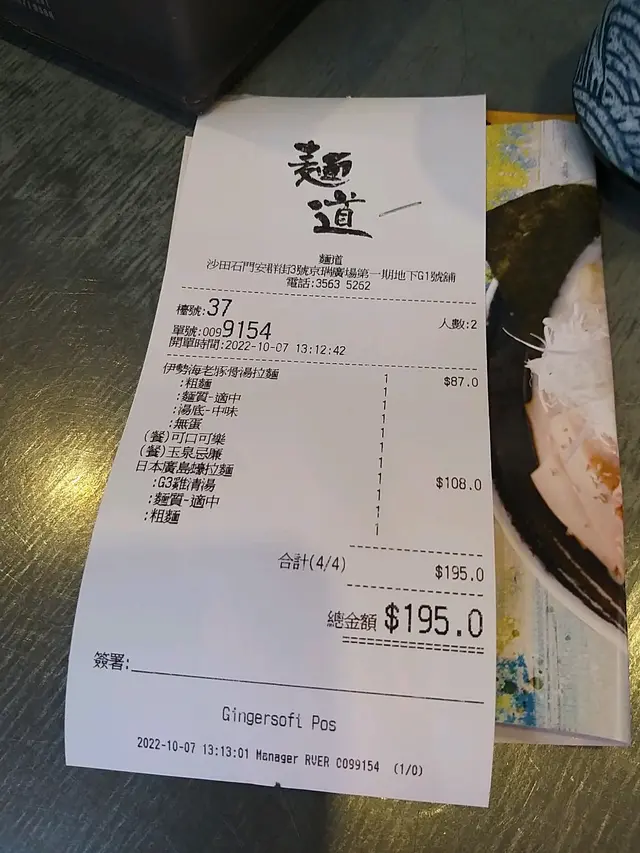 麵
道
麵道
沙田石門安群街3號京瑞廣場第一期地下G1號舖
電話:3563 5262
檯號:37 人數:2
單號:0099154
開單時間:2022-10-07 13:12:42
伊勢海老豚骨湯拉麵 1 $87.0
:粗麵 1
:麵質-適中 1
:湯底-中味 1
:無蛋 1
(餐)可口可樂 1
(餐)玉泉忌廉 1
日本廣島蠔拉麵 1 $108.0
:G3雞清湯 1
:麵質-適中 1
:粗麵 1
合計(4/4) $195.0
總金額 $195.0
簽署:
Gingersofi Pos
2022-10-07 13:13:01 Manager RVER C099154 (1/0)